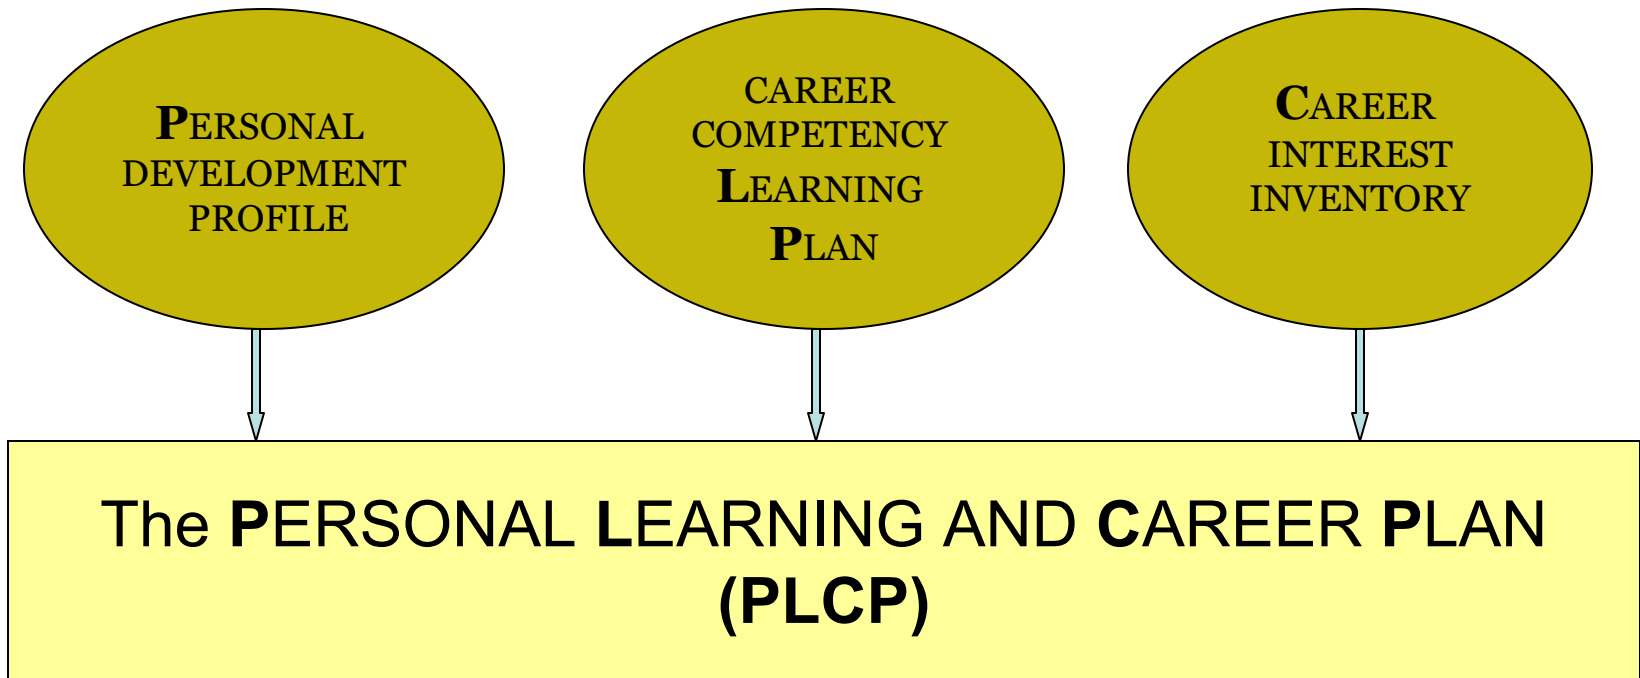 PERSONAL
DEVELOPMENT
PROFILE
CAREER
COMPETENCY
LEARNING
PLAN
CAREER
INTEREST
INVENTORY
The PERSONAL LEARNING AND CAREER PLAN
(PLCP)